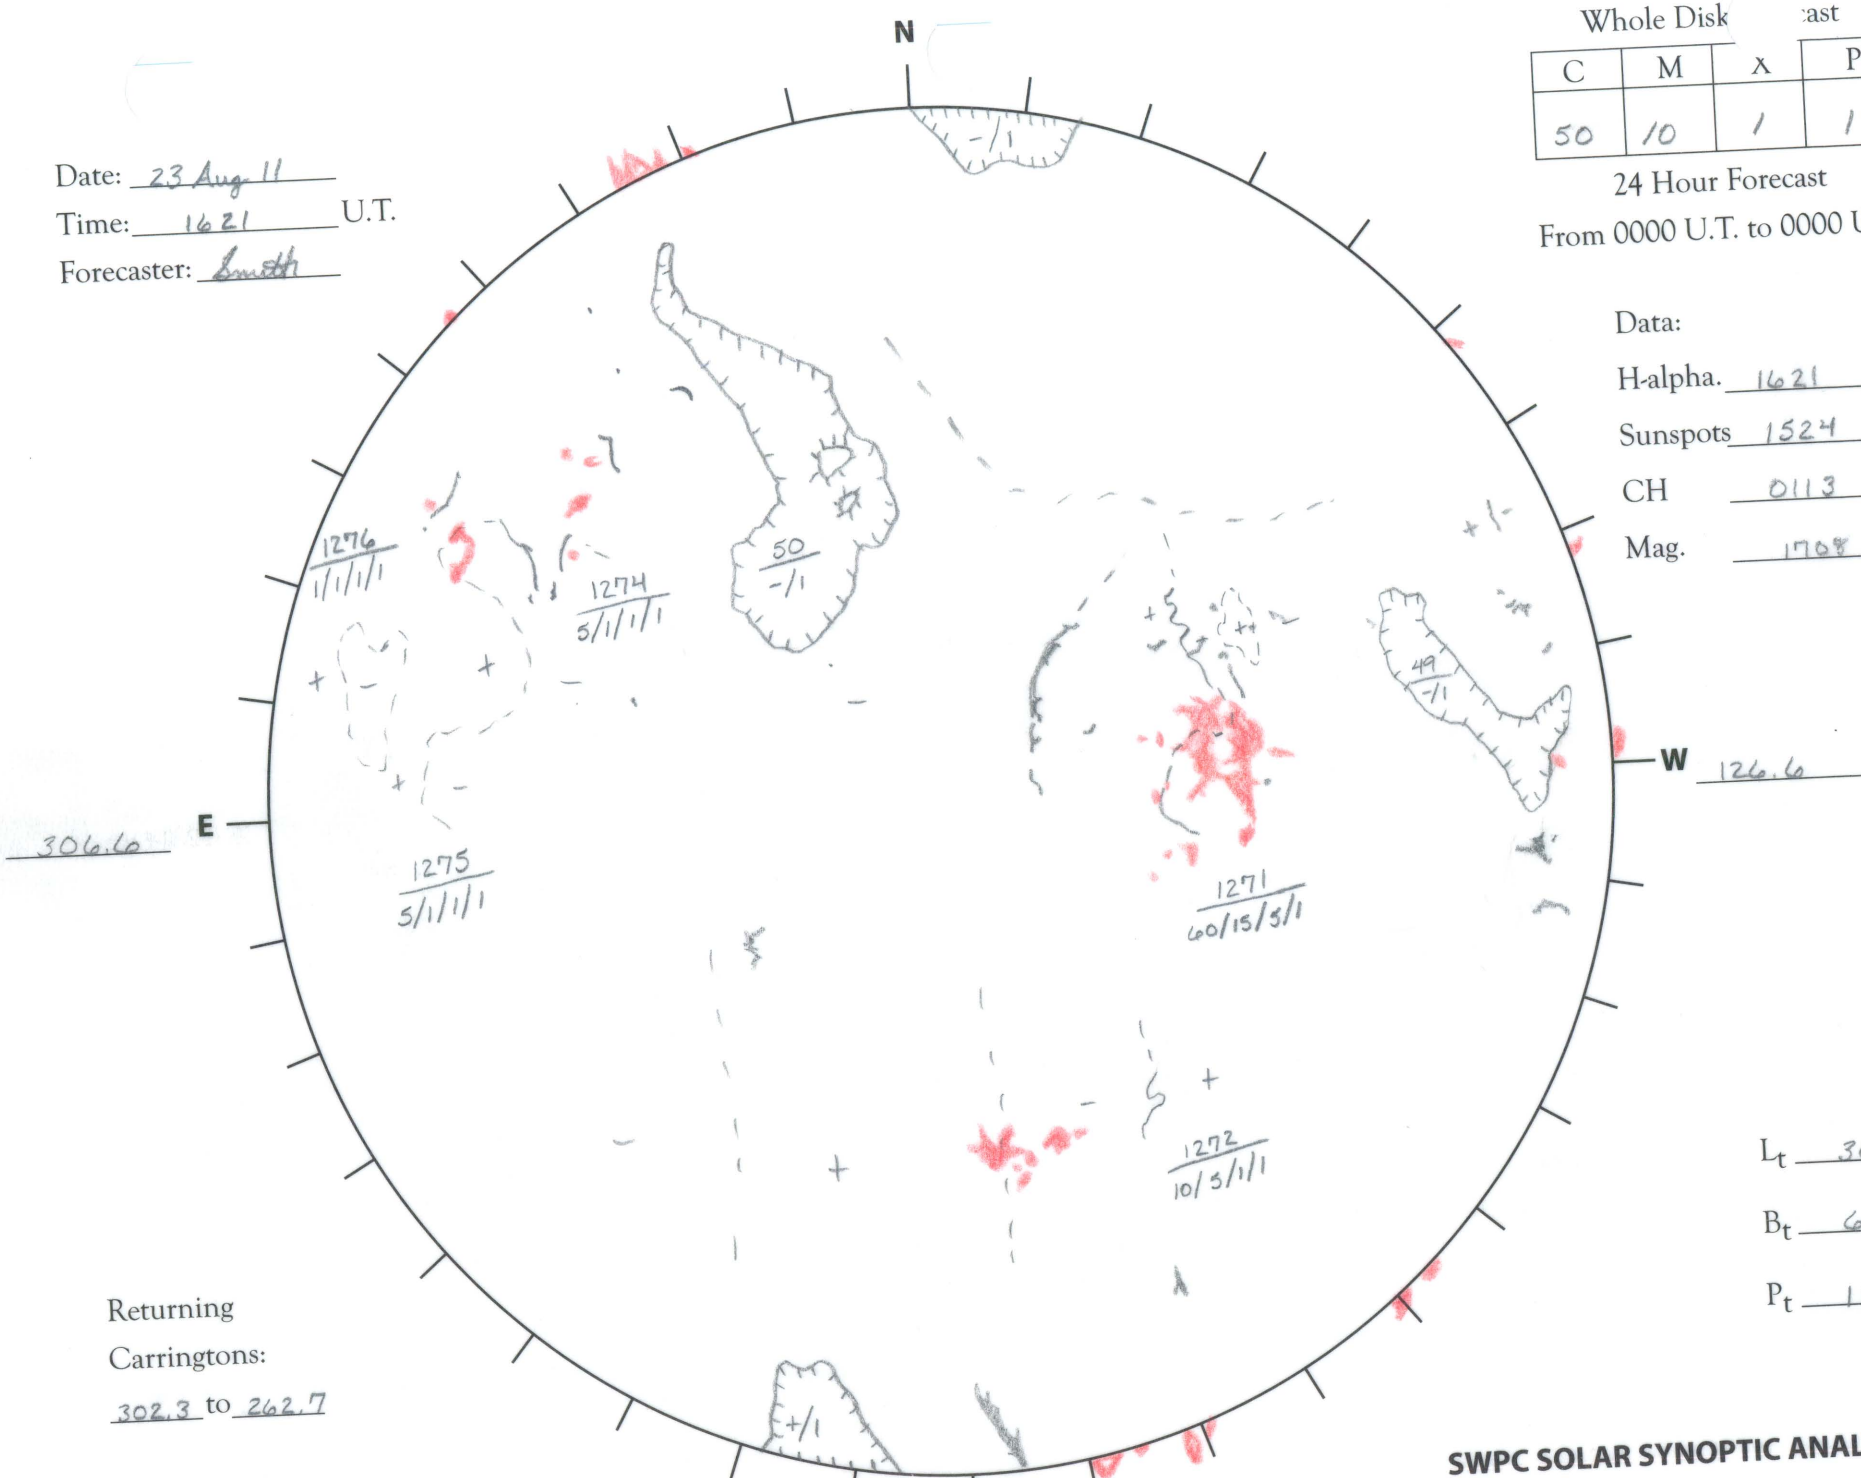 N
Whole Disk
C M X P
50 10 1 1
24 Hour Forecast
From 0000 U.T. to 0000 U
Date: 23 Aug 11
Time: 1621 U.T.
Forecaster: Smith
Data:
H-alpha. 1621
Sunspots 1524
CH 0113
Mag. 1708
-/1
1276
1/1/1/1
1274
5/1/1/1
50
-/1
49
-/1
W 126.6
306.6 E
1275
5/1/1/1
1271
60/15/5/1
1272
10/5/1/1
Lt
Bt
Pt
Returning
Carringtons:
302.3 to 262.7
+/1
SWPC SOLAR SYNOPTIC ANAL